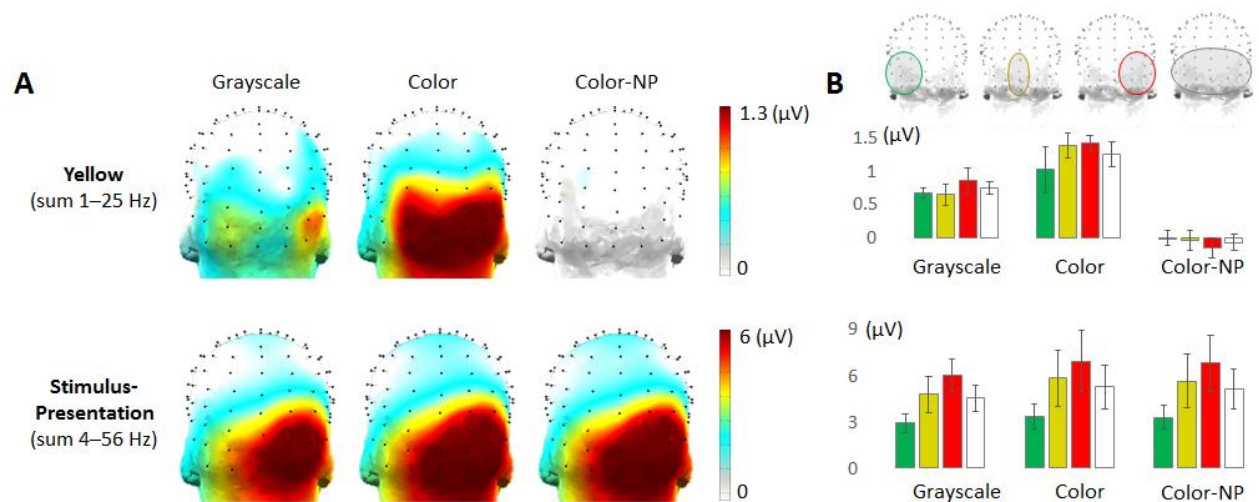 A
Grayscale
Color
Color-NP
Yellow
(sum 1–25 Hz)
1.3 (μV)
0
Stimulus-
Presentation
(sum 4–56 Hz)
6 (μV)
0
B
1.5
(μV)
1
0.5
0
Grayscale
Color
Color-NP
9
(μV)
6
3
0
Grayscale
Color
Color-NP